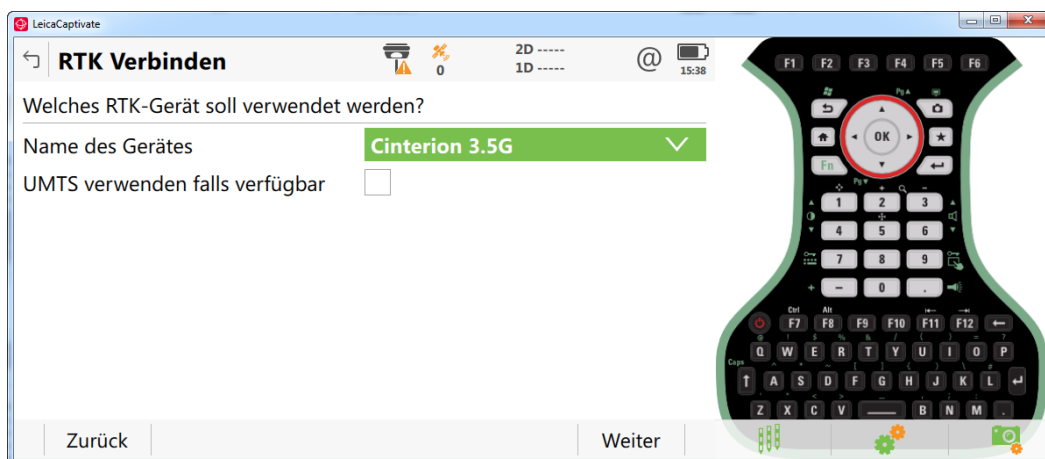 LeicaCaptivate
RTK Verbinden
0
2D -----
1D -----
@
15:38
Welches RTK-Gerät soll verwendet werden?
Name des Gerätes
Cinterion 3.5G
UMTS verwenden falls verfügbar
Zurück
Weiter
F1 F2 F3 F4 F5 F6
Pg
OK
Fn
Pg
+ -
1 2 3
4 5 6
7 8 9
+ - 0 .
Ctrl Alt
F7 F8 F9 F10 F11 F12
@ ! $ % & / ( ) = ?
Q W E R T Y U I O P
Caps
A S D F G H J K L
Z X C V B N M .